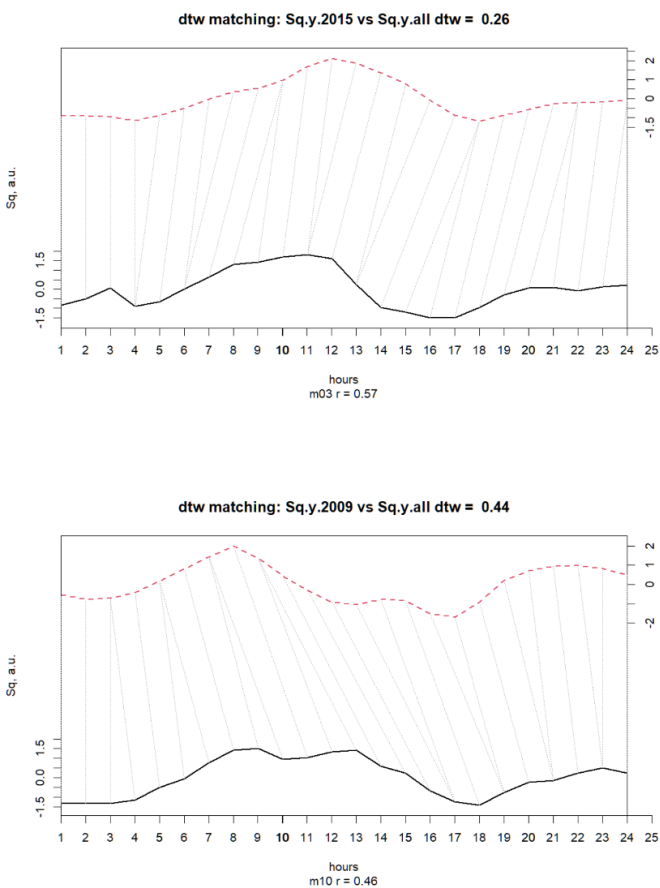 dtw matching: Sq.y.2015 vs Sq.y.all dtw = 0.26
2
1
0
-1.5
Sq, a.u.
1.5
0.0
-1.5
1 2 3 4 5 6 7 8 9 10 11 12 13 14 15 16 17 18 19 20 21 22 23 24 25
hours
m03 r = 0.57
dtw matching: Sq.y.2009 vs Sq.y.all dtw = 0.44
2
1
0
-2
Sq, a.u.
1.5
0.0
-1.5
1 2 3 4 5 6 7 8 9 10 11 12 13 14 15 16 17 18 19 20 21 22 23 24 25
hours
m10 r = 0.46